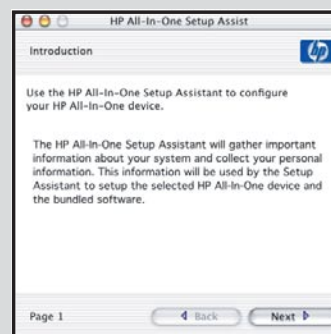 HP All-In-One Setup Assist
Introduction
hp
Use the HP All-In-One Setup Assistant to configure
your HP All-In-One device.
The HP All-In-One Setup Assistant will gather important
information about your system and collect your personal
information. This information will be used by the Setup
Assistant to setup the selected HP All-In-One device and
the bundled software.
Page 1
Back
Next